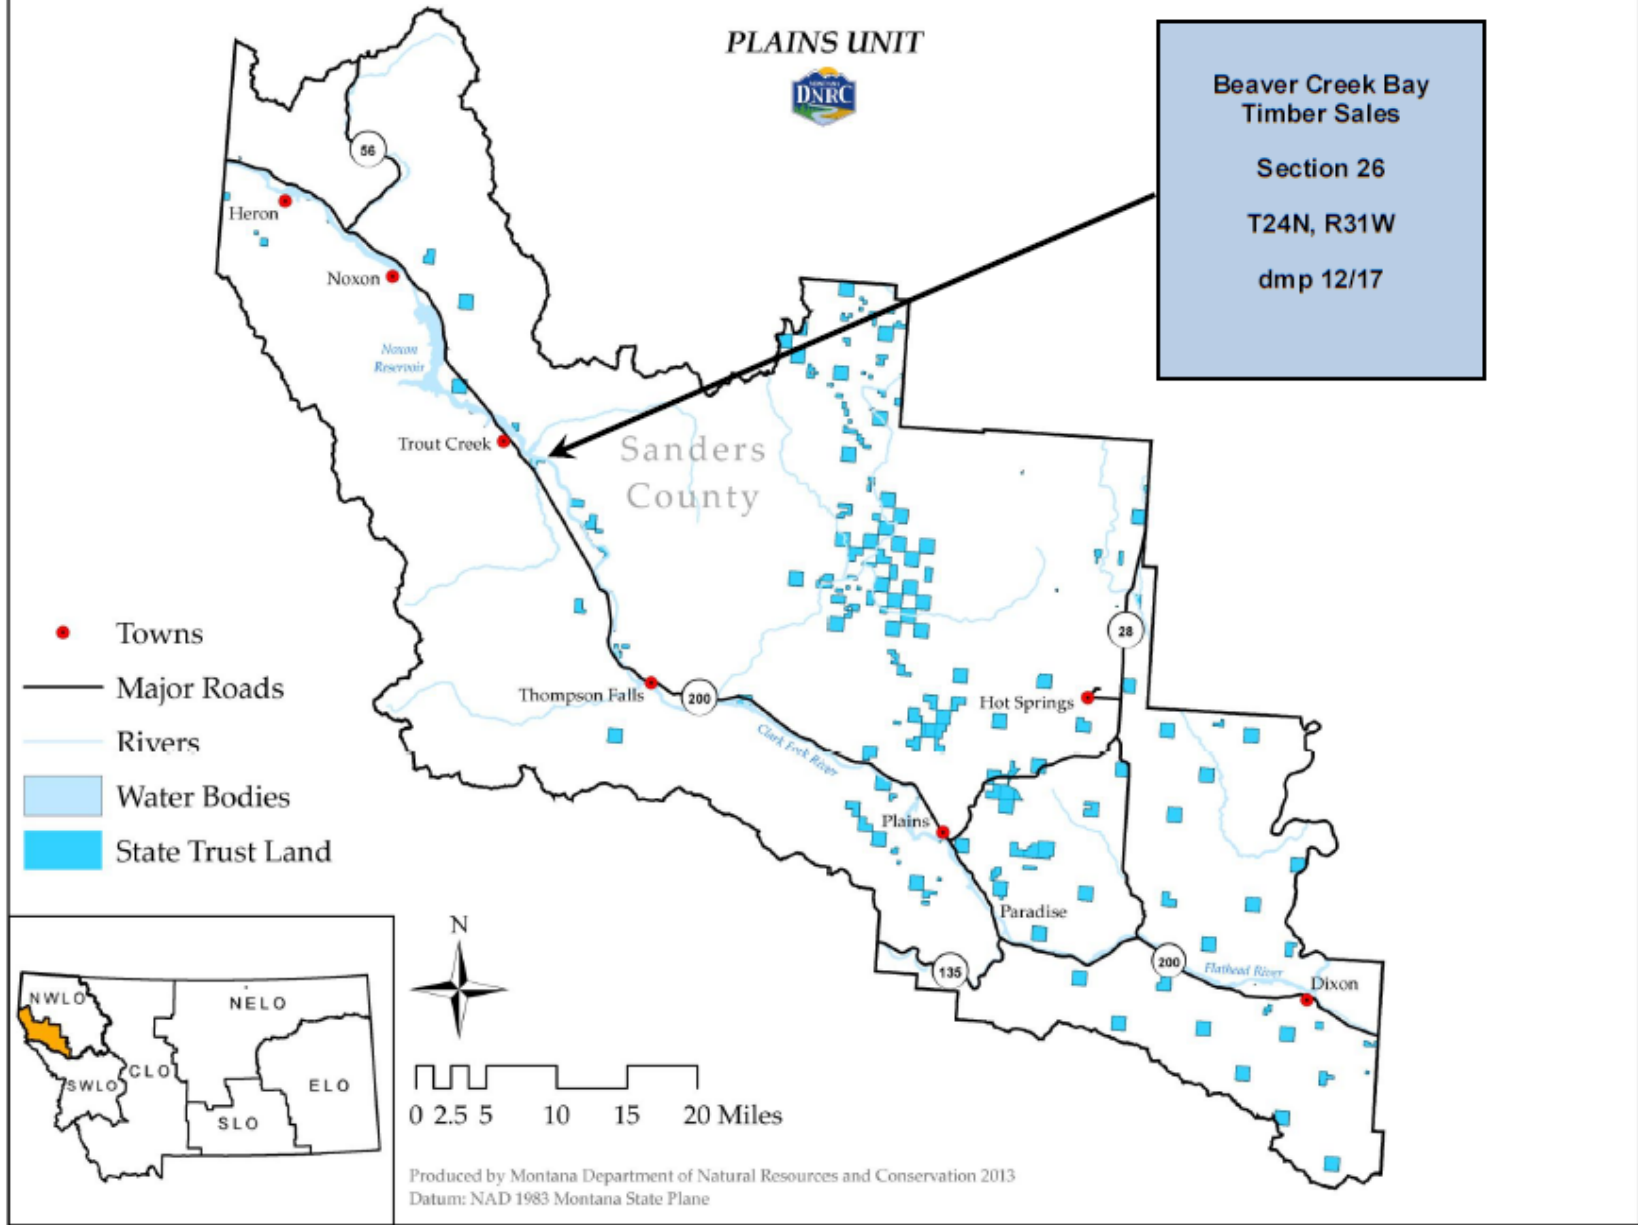 PLAINS UNIT
MONTANA
DNRC
Beaver Creek Bay
Timber Sales
Section 26
T24N, R31W
dmp 12/17
56
Heron
Noxon
Noxon
Reservoir
Trout Creek
Sanders
County
28
Thompson Falls
200
Hot Springs
Clark Fork River
Plains
Paradise
135
200
Flathead River
Dixon
Towns
Major Roads
Rivers
Water Bodies
State Trust Land
NWLO
NELO
CLO
SWLO
ELO
SLO
N
0 2.5 5 10 15 20 Miles
Produced by Montana Department of Natural Resources and Conservation 2013
Datum: NAD 1983 Montana State Plane